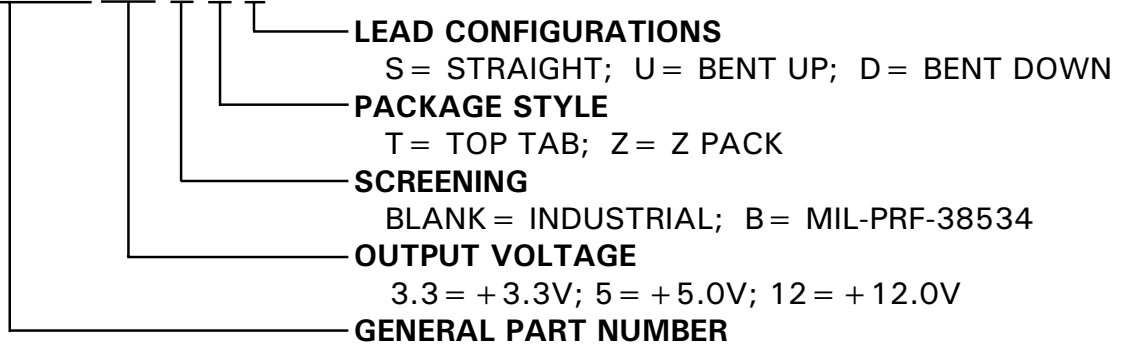 LEAD CONFIGURATIONS
S= STRAIGHT; U= BENT UP; D= BENT DOWN
PACKAGE STYLE
T= TOP TAB; Z= Z PACK
SCREENING
BLANK= INDUSTRIAL; B= MIL-PRF-38534
OUTPUT VOLTAGE
3.3=+3.3V; 5=+5.0V; 12=+12.0V
GENERAL PART NUMBER